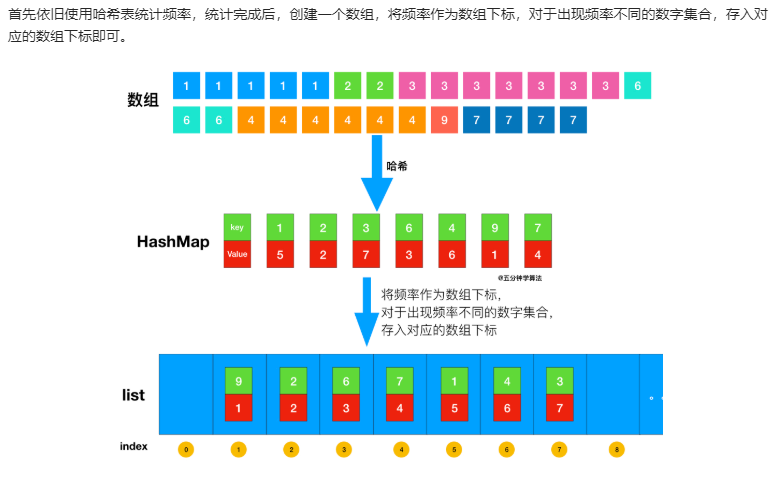 首先依旧使用哈希表统计频率，统计完成后，创建一个数组，将频率作为数组下标，对于出现频率不同的数字集合，存入对
应的数组下标即可。
数组
1 1 1 1 1 2 2 3 3 3 3 3 3 3 6
6 6 4 4 4 4 4 4 9 7 7 7 7
哈希
HashMap
key 1 2 3 6 4 9 7
Value 5 2 7 3 6 1 4
@五分钟学算法
将频率作为数组下标，
对于出现频率不同的数字集合，
存入对应的数组下标
list
9 2 6 7 1 4 3
1 2 3 4 5 6 7
index 0 1 2 3 4 5 6 7 8